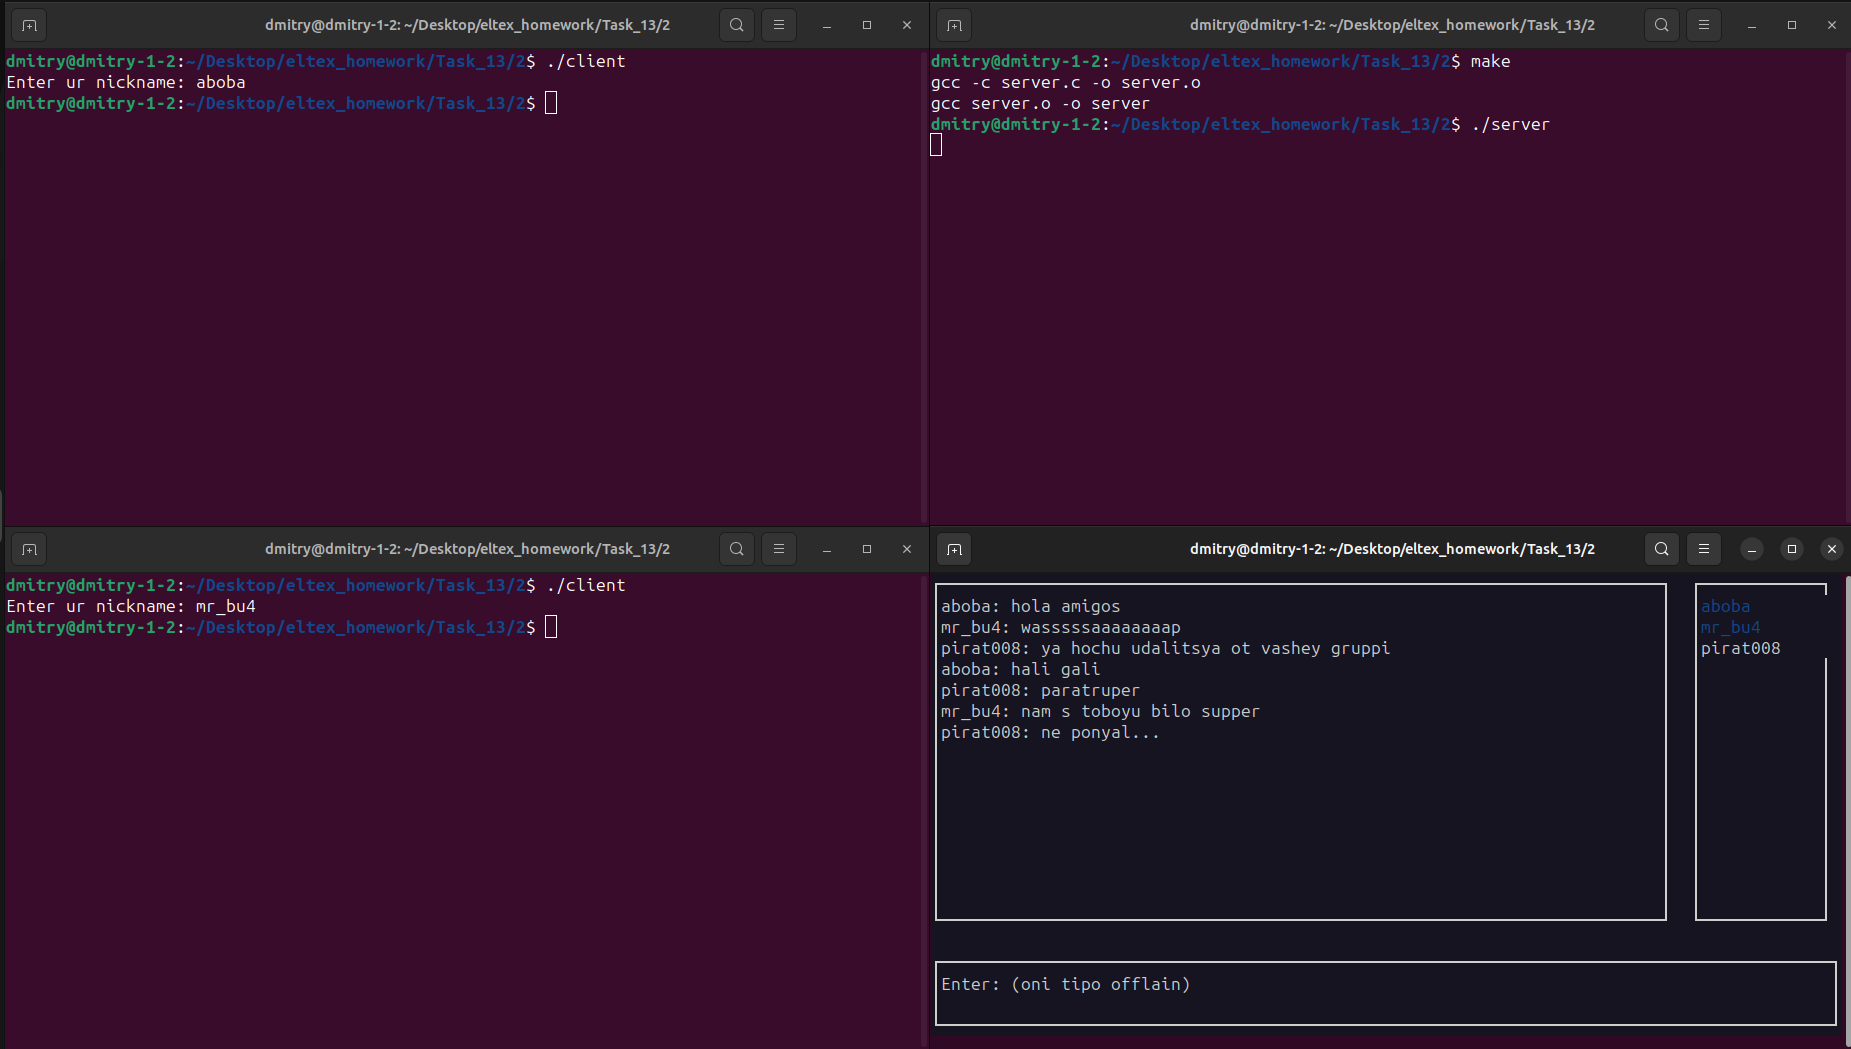 dmitry@dmitry-1-2: ~/Desktop/eltex_homework/Task_13/2
dmitry@dmitry-1-2:~/Desktop/eltex_homework/Task_13/2$ ./client
Enter ur nickname: aboba
dmitry@dmitry-1-2:~/Desktop/eltex_homework/Task_13/2$
dmitry@dmitry-1-2: ~/Desktop/eltex_homework/Task_13/2
dmitry@dmitry-1-2:~/Desktop/eltex_homework/Task_13/2$ make
gcc -c server.c -o server.o
gcc server.o -o server
dmitry@dmitry-1-2:~/Desktop/eltex_homework/Task_13/2$ ./server
dmitry@dmitry-1-2: ~/Desktop/eltex_homework/Task_13/2
dmitry@dmitry-1-2:~/Desktop/eltex_homework/Task_13/2$ ./client
Enter ur nickname: mr_bu4
dmitry@dmitry-1-2:~/Desktop/eltex_homework/Task_13/2$
dmitry@dmitry-1-2: ~/Desktop/eltex_homework/Task_13/2
aboba: hola amigos
mr_bu4: wasssssaaaaaaaap
pirat008: ya hochu udalitsya ot vashey gruppi
aboba: hali gali
pirat008: paratruper
mr_bu4: nam s toboyu bilo supper
pirat008: ne ponyal...
aboba
mr_bu4
pirat008
Enter: (oni tipo offlain)